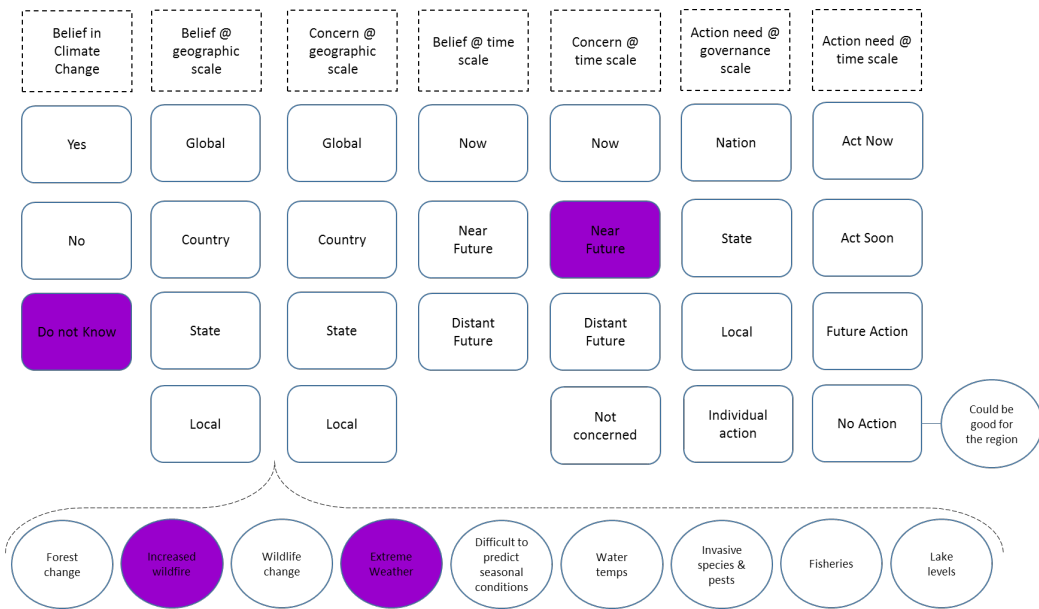 Belief in
Climate
Change
Belief @
geographic
scale
Concern @
geographic
scale
Belief @ time
scale
Concern @
time scale
Action need @
governance
scale
Action need @
time scale
Yes
Global
Global
Now
Now
Nation
Act Now
No
Country
Country
Near
Future
Near
Future
State
Act Soon
Do not Know
State
State
Distant
Future
Distant
Future
Local
Future Action
Local
Local
Not
concerned
Individual
action
No Action
Could be
good for
the region
Forest
change
Increased
wildfire
Wildlife
change
Extreme
Weather
Difficult to
predict
seasonal
conditions
Water
temps
Invasive
species &
pests
Fisheries
Lake
levels